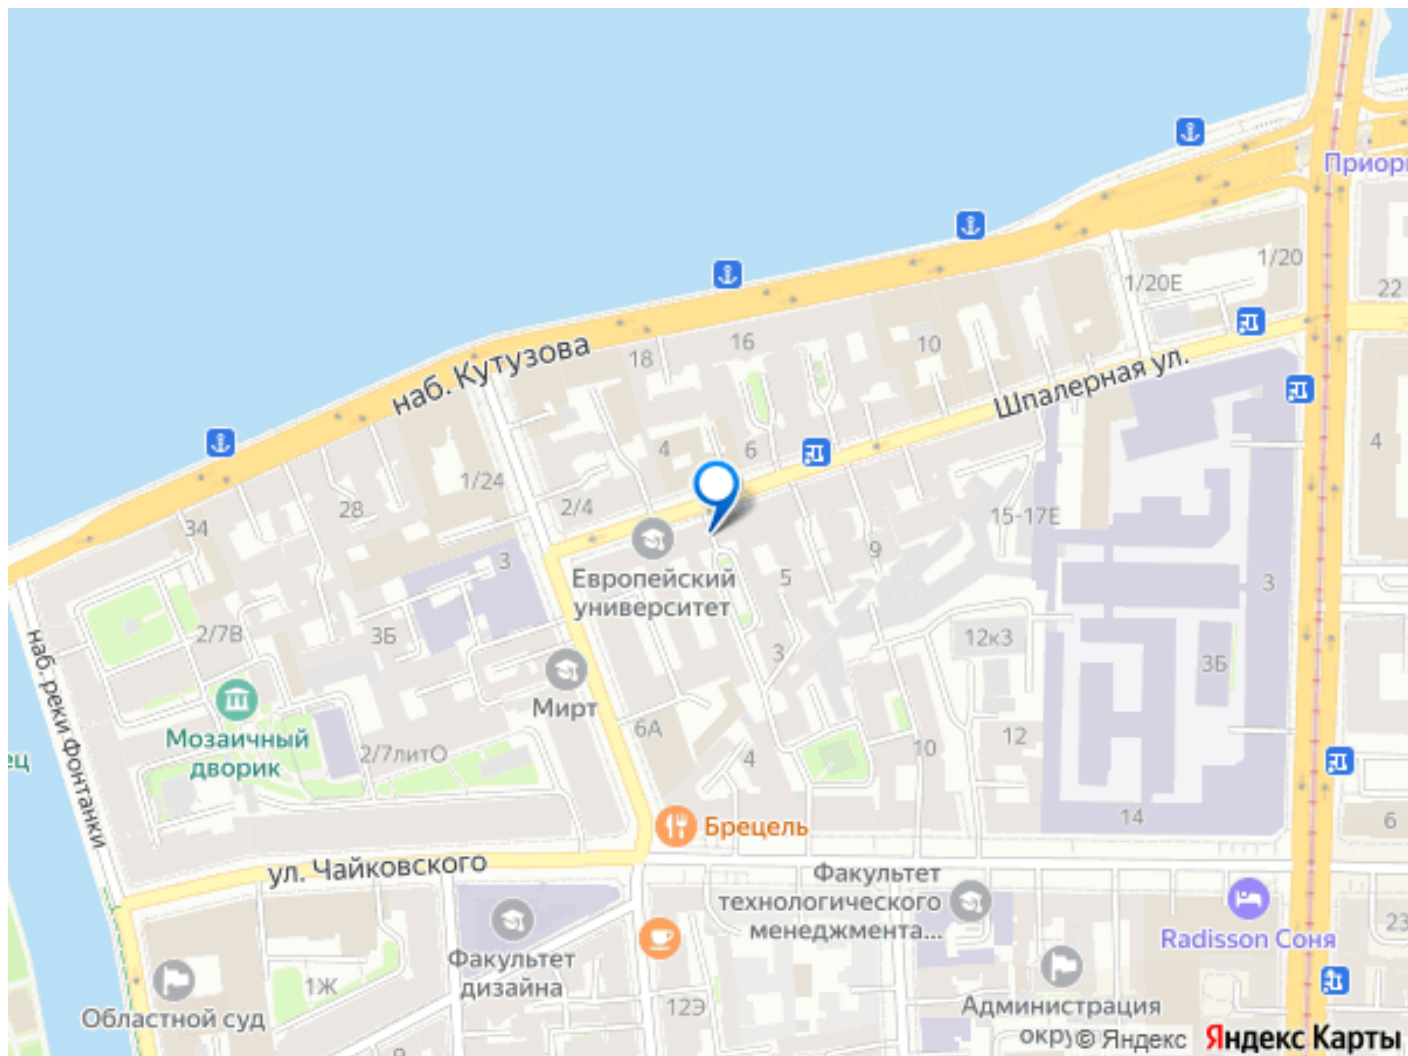 Приор
1/20
1/20Е
22
наб. Кутузова
16
18
10
Шпалерная ул.
4
6
4
1/24
2/4
28
34
15-17Е
9
3
Европейский
университет
5
3
2/7В
3Б
12к3
наб. реки Фонтанки
3
3Б
Мирт
6А
Мозаичный
дворик
ец
2/7литО
4
10
12
14
6
Брецель
ул. Чайковского
Факультет
технологического
менеджмента...
23
Radisson Соня
Факультет
дизайна
1Ж
12Э
Областной суд
Администрация
окр
© Яндекс
Яндекс Карты